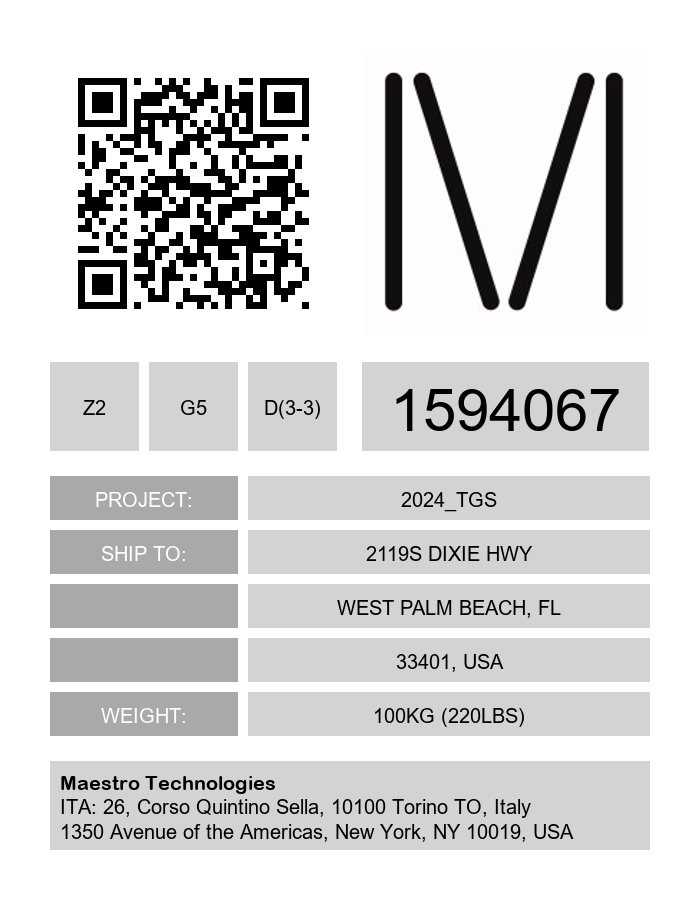 M
Z2 G5 D(3-3) 1594067
PROJECT: 2024_TGS
SHIP TO: 2119S DIXIE HWY
WEST PALM BEACH, FL
33401, USA
WEIGHT: 100KG (220LBS)
Maestro Technologies
ITA: 26, Corso Quintino Sella, 10100 Torino TO, Italy
1350 Avenue of the Americas, New York, NY 10019, USA